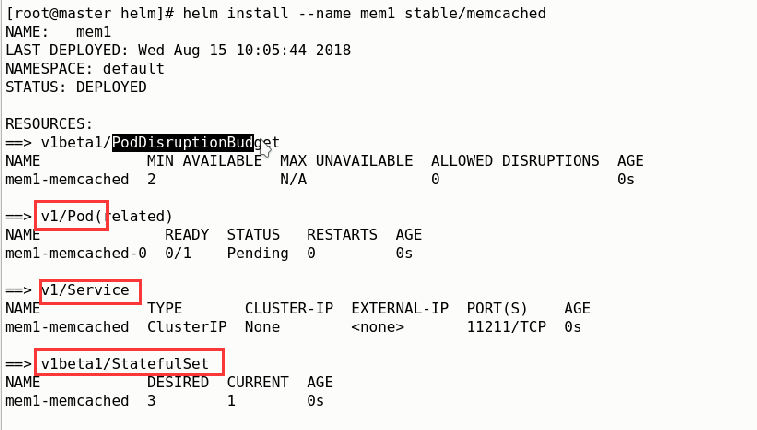 [root@master helm]# helm install --name mem1 stable/memcached
NAME:   mem1
LAST DEPLOYED: Wed Aug 15 10:05:44 2018
NAMESPACE: default
STATUS: DEPLOYED
RESOURCES:
==> v1beta1/PodDisruptionBudget
NAME            MIN AVAILABLE  MAX UNAVAILABLE  ALLOWED DISRUPTIONS  AGE
mem1-memcached  2              N/A              0                    0s
==> v1/Pod(related)
NAME              READY  STATUS   RESTARTS  AGE
mem1-memcached-0  0/1    Pending  0         0s
==> v1/Service
NAME            TYPE       CLUSTER-IP  EXTERNAL-IP  PORT(S)    AGE
mem1-memcached  ClusterIP  None        <none>       11211/TCP  0s
==> v1beta1/StatefulSet
NAME            DESIRED  CURRENT  AGE
mem1-memcached  3        1        0s